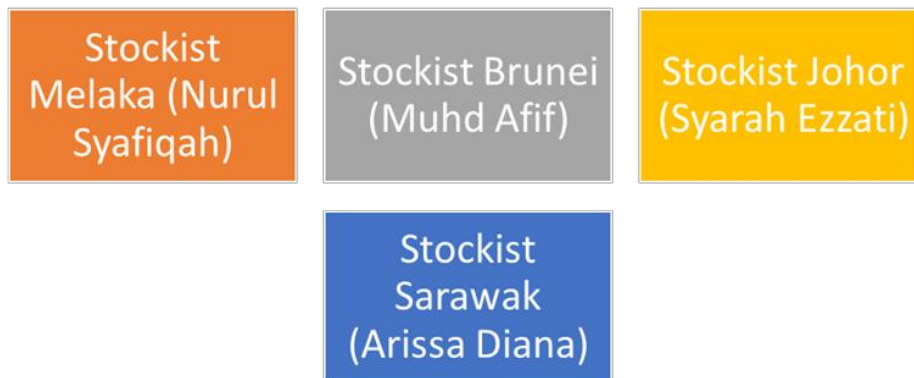 Stockist
Melaka (Nurul
Syafiqah)
Stockist Brunei
(Muhd Afif)
Stockist Johor
(Syarah Ezzati)
Stockist
Sarawak
(Arissa Diana)